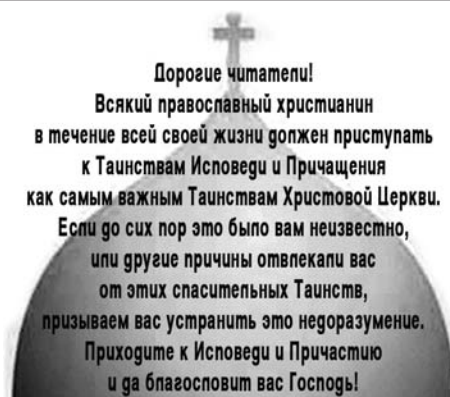 Дорогие читатели!
Всякий православный христианин
в течение всей своей жизни должен приступать
к Таинствам Исповеди и Причащения
как самым важным Таинствам Христовой Церкви.
Если до сих пор это было вам неизвестно,
или другие причины отвлекали вас
от этих спасительных Таинств,
призываем вас устранить это недоразумение.
Приходите к Исповеди и Причастию
и да благословит вас Господь!